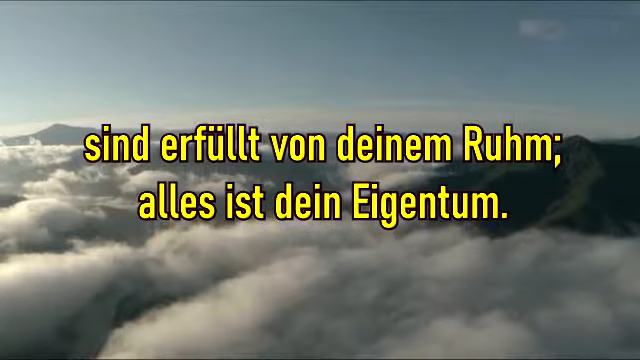 sind erfüllt von deinem Ruhm;
alles ist dein Eigentum.